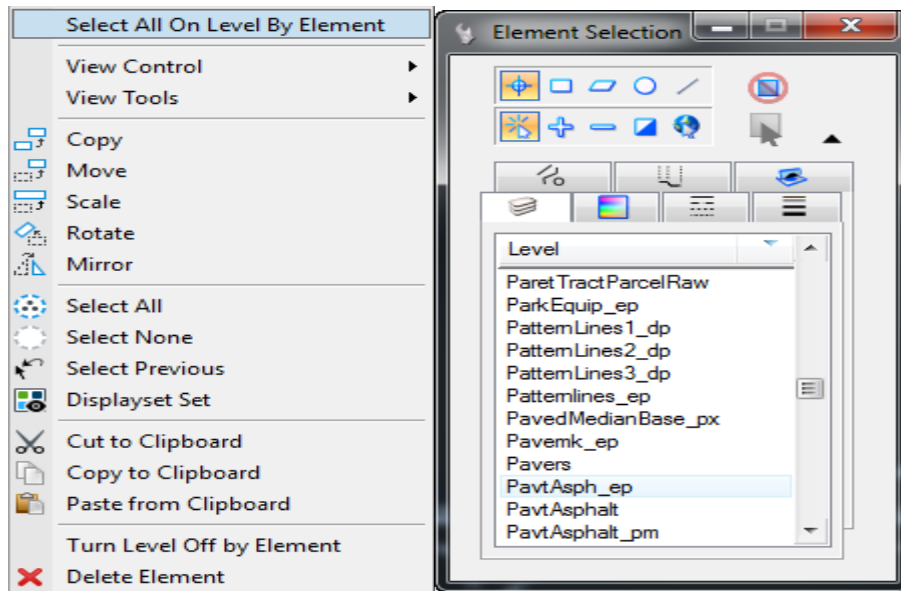 Select All On Level By Element
View Control
View Tools
Copy
Move
Scale
Rotate
Mirror
Select All
Select None
Select Previous
Displayset Set
Cut to Clipboard
Copy to Clipboard
Paste from Clipboard
Turn Level Off by Element
Delete Element
Element Selection
Level
ParetTractParcelRaw
ParkEquip_ep
PatternLines1_dp
PatternLines2_dp
PatternLines3_dp
Patternlines_ep
PavedMedianBase_px
Pavemk_ep
Pavers
PavtAsph_ep
PavtAsphalt
PavtAsphalt_pm